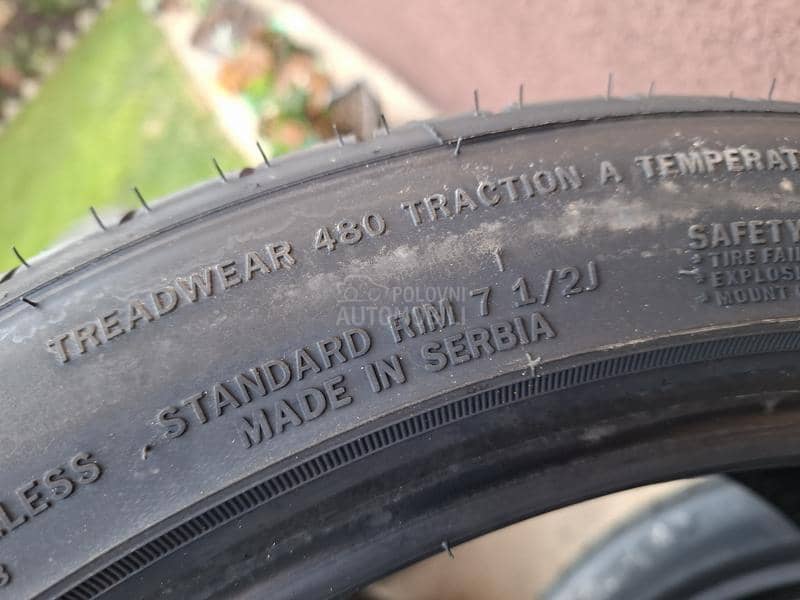 TREADWEAR 480 TRACTION A TEMPERAT
SAFETY
TIRE FAI
EXPLOS
MOUNT
STANDARD RIM 7 1/2J
MADE IN SERBIA
LESS
POLOVNI
AUTOMOBILI